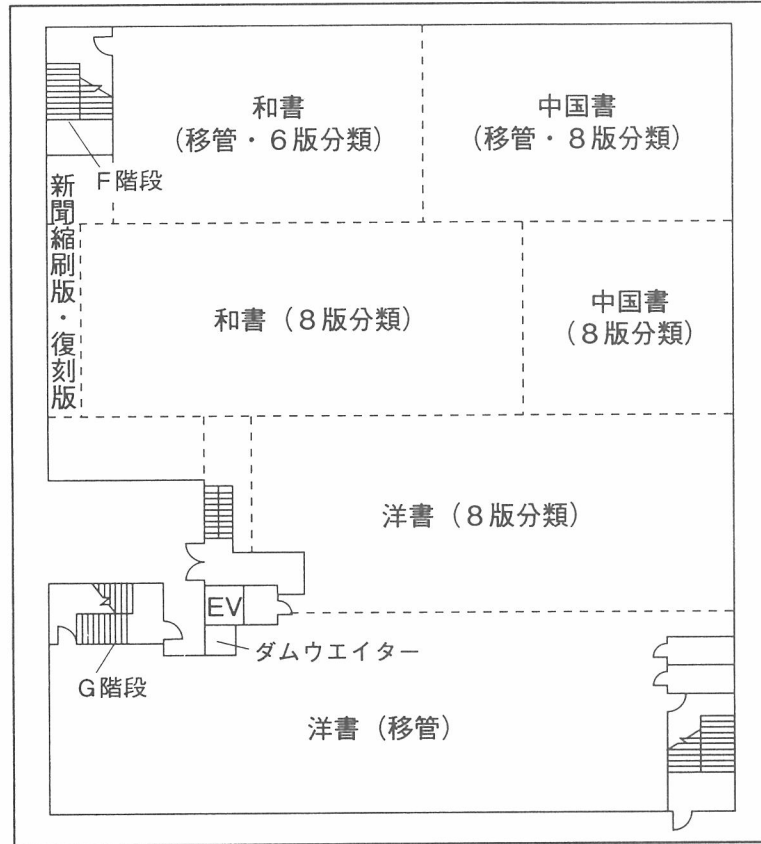 和書
（移管・６版分類）
中国書
（移管・８版分類）
F階段
新聞縮刷版・復刻版
和書（８版分類）
中国書
（８版分類）
洋書（８版分類）
EV
ダムウエイター
G階段
洋書（移管）